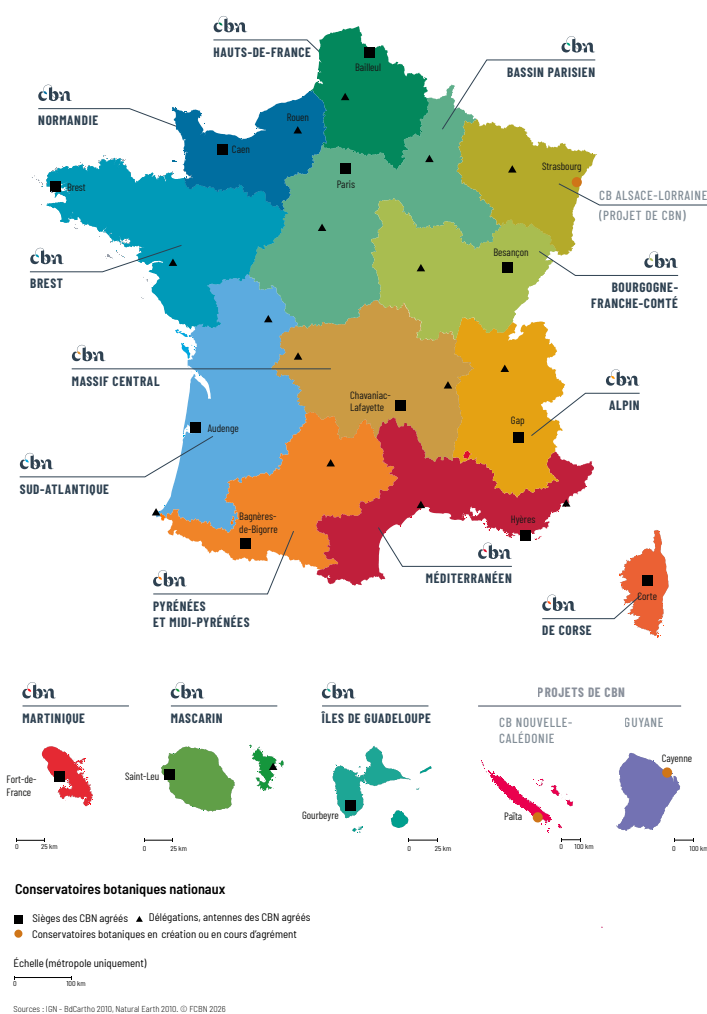 cbn
HAUTS-DE-FRANCE
Bailleul
cbn
BASSIN PARISIEN
cbn
NORMANDIE
Rouen
Caen
Strasbourg
Paris
Brest
CB ALSACE-LORRAINE
(PROJET DE CBN)
cbn
BREST
Besançon
cbn
BOURGOGNE-
FRANCHE-COMTÉ
cbn
MASSIF CENTRAL
Chavaniac-
Lafayette
cbn
ALPIN
Gap
Audenge
cbn
SUD-ATLANTIQUE
Bagnères-
de-Bigorre
Hyères
cbn
MÉDITERRANÉEN
cbn
PYRÉNÉES
ET MIDI-PYRÉNÉES
Corte
cbn
DE CORSE
cbn
MARTINIQUE
Fort-de-
France
0 25 km
cbn
MASCARIN
Saint-Leu
0 25 km
cbn
ÎLES DE GUADELOUPE
Gourbeyre
0 25 km
PROJETS DE CBN
CB NOUVELLE-
CALÉDONIE
Païta
0 100 km
GUYANE
Cayenne
0 100 km
Conservatoires botaniques nationaux
Sièges des CBN agréés
Délégations, antennes des CBN agréés
Conservatoires botaniques en création ou en cours d'agrément
Échelle (métropole uniquement)
0 100 km
Sources : IGN – BdCartho 2010, Natural Earth 2010. © FCBN 2026